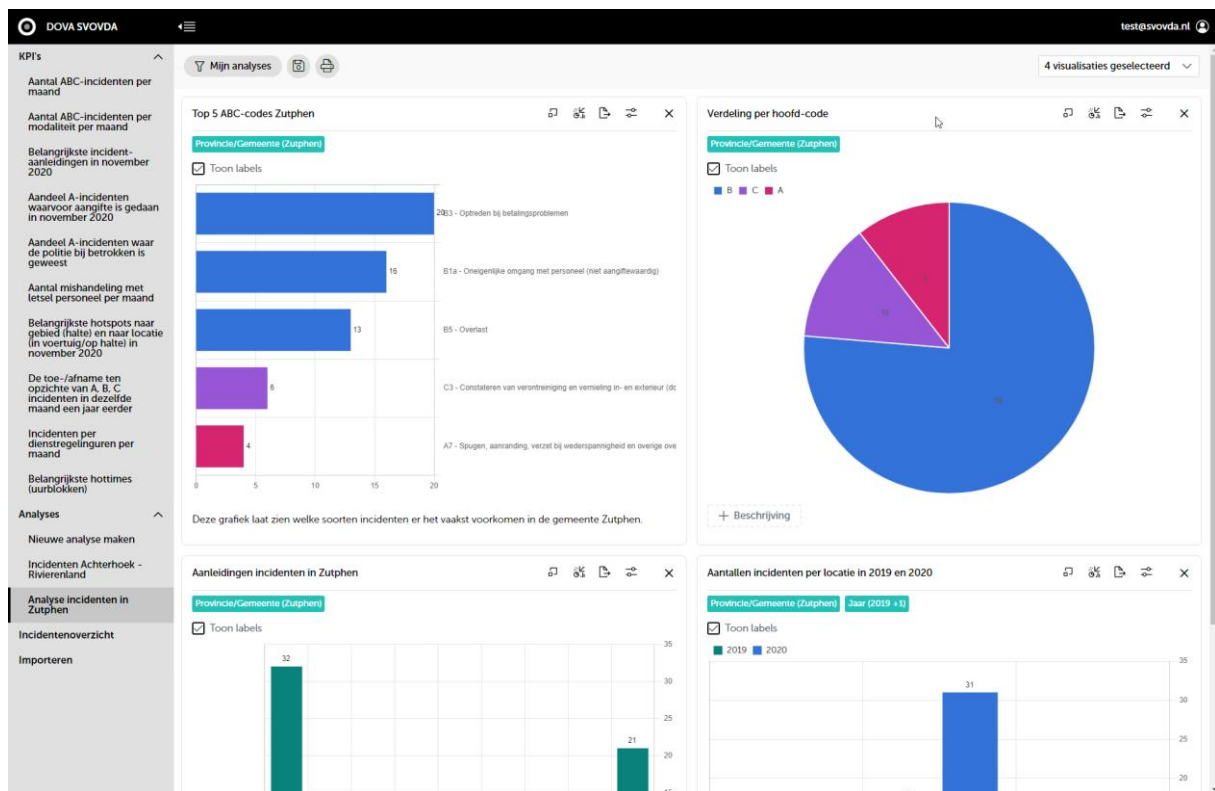 DOVA SVOVDA
test@svovda.nl
KPI's
Aantal ABC-incidenten per
maand
Aantal ABC-incidenten per
modaliteit per maand
Belangrijkste incident-
aanleidingen in november
2020
Aandeel A-incidenten
waarvoor aangifte is gedaan
in november 2020
Aandeel A-incidenten waar
de politie bij betrokken is
geweest
Aantal mishandeling met
letsel personeel per maand
Belangrijkste hotspots naar
gebied (halte) en naar locatie
(in voertuig/op halte) in
november 2020
De toe-/afname ten
opzichte van A, B, C
incidenten in dezelfde
maand een jaar eerder
Incidenten per
dienstregelinguren per
maand
Belangrijkste hottimes
(uurblokken)
Analyses
Nieuwe analyse maken
Incidenten Achterhoek -
Rivierenland
Analyse incidenten in
Zutphen
Incidentenoverzicht
Importeren
Mijn analyses
4 visualisaties geselecteerd
Top 5 ABC-codes Zutphen
Provincie/Gemeente (Zutphen)
Toon labels
20 B3 - Optreden bij betalingsproblemen
16 B1a - Oneigenlijke omgang met personeel (niet aangiftewaardig)
13 B5 - Overlast
6 C3 - Constateren van verontreiniging en vernieling in- en exterieur (do
4 A7 - Spugen, aanranding, verzet bij wederspannigheid en overige ove
0 5 10 15 20
Deze grafiek laat zien welke soorten incidenten er het vaakst voorkomen in de gemeente Zutphen.
Verdeling per hoofd-code
Provincie/Gemeente (Zutphen)
Toon labels
B C A
+ Beschrijving
Aanleidingen incidenten in Zutphen
Provincie/Gemeente (Zutphen)
Toon labels
35
32
30
25
21
20
Aantallen incidenten per locatie in 2019 en 2020
Provincie/Gemeente (Zutphen) Jaar (2019 +1)
Toon labels
2019 2020
35
31
30
25
20